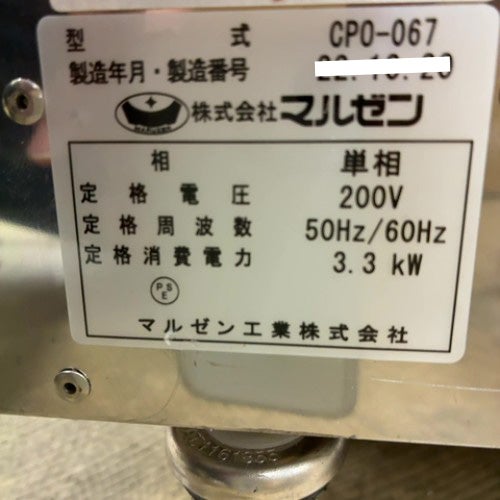 型式 CPO-067
製造年月・製造番号
株式会社マルゼン
相 単相
定格電圧 200V
定格周波数 50Hz/60Hz
定格消費電力 3.3 kW
PSE
マルゼン工業株式会社